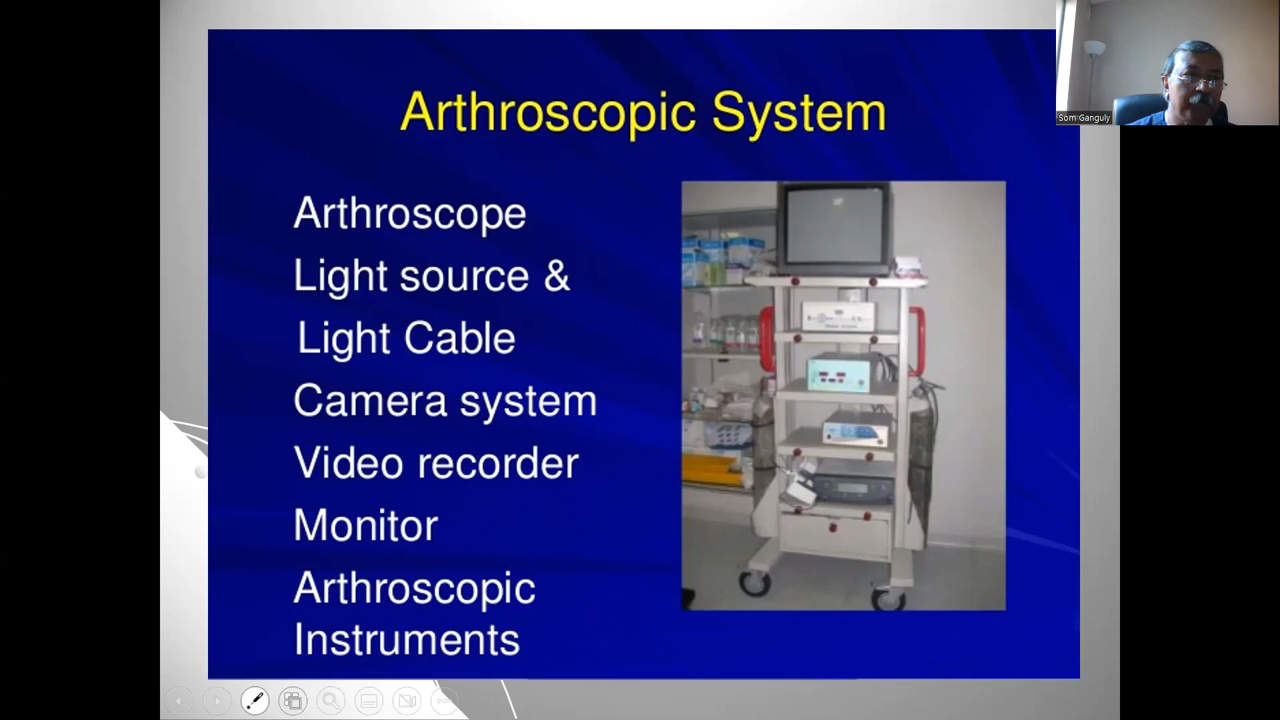 Arthroscopic System
Arthroscope
Light source &
Light Cable
Camera system
Video recorder
Monitor
Arthroscopic
Instruments
Som Ganguly